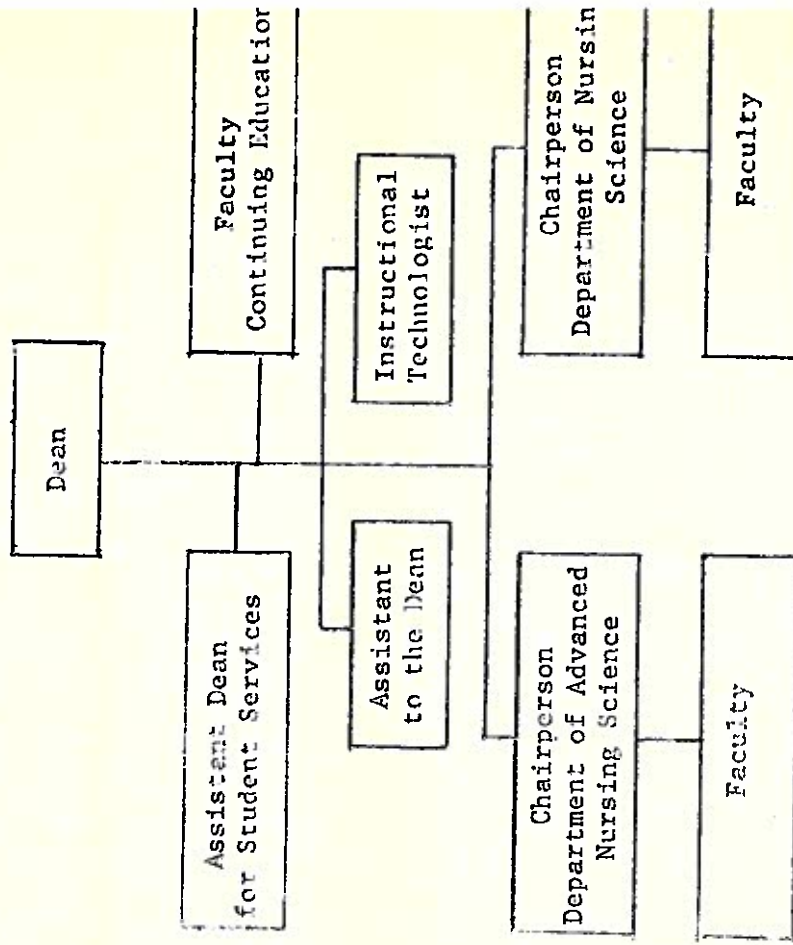 Dean
Assistant Dean
for Student Services
Faculty
Continuing Education
Assistant
to the Dean
Instructional
Technologist
Chairperson
Department of Advanced
Nursing Science
Chairperson
Department of Nursin
Science
Faculty
Faculty